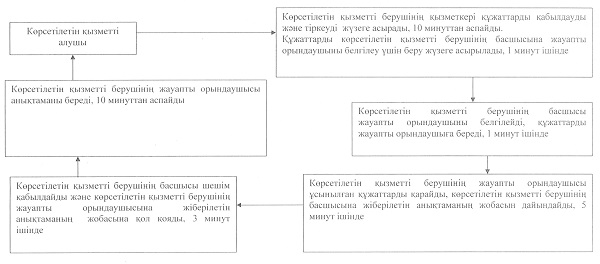 Көрсетілетін қызметті
алушы
Көрсетілетін қызметті берушінің қызметкері құжаттарды қабылдауды
және тіркеуді жүзеге асырады, 10 минуттан аспайды.
Құжаттарды көрсетілетін қызметті берушінің басшысына жауапты
орындаушыны белгілеу үшін беру жүзеге асырылады, 1 минут ішінде
Көрсетілетін қызметті берушінің басшысы
жауапты орындаушыны белгілейді, құжаттарды
жауапты орындаушыға береді, 1 минут ішінде
Көрсетілетін қызметті берушінің жауапты орындаушысы
ұсынылған құжаттарды қарайды, көрсетілетін қызметті берушінің
басшысына жіберілетін анықтаманың жобасын дайындайды, 5
минут ішінде
Көрсетілетін қызметті берушінің басшысы шешім
қабылдайды және көрсетілетін қызметті берушінің
жауапты орындаушысына жіберілетін
анықтаманың жобасына қол қояды, 3 минут
ішінде
Көрсетілетін қызметті берушінің жауапты орындаушысы
анықтаманы береді, 10 минуттан аспайды